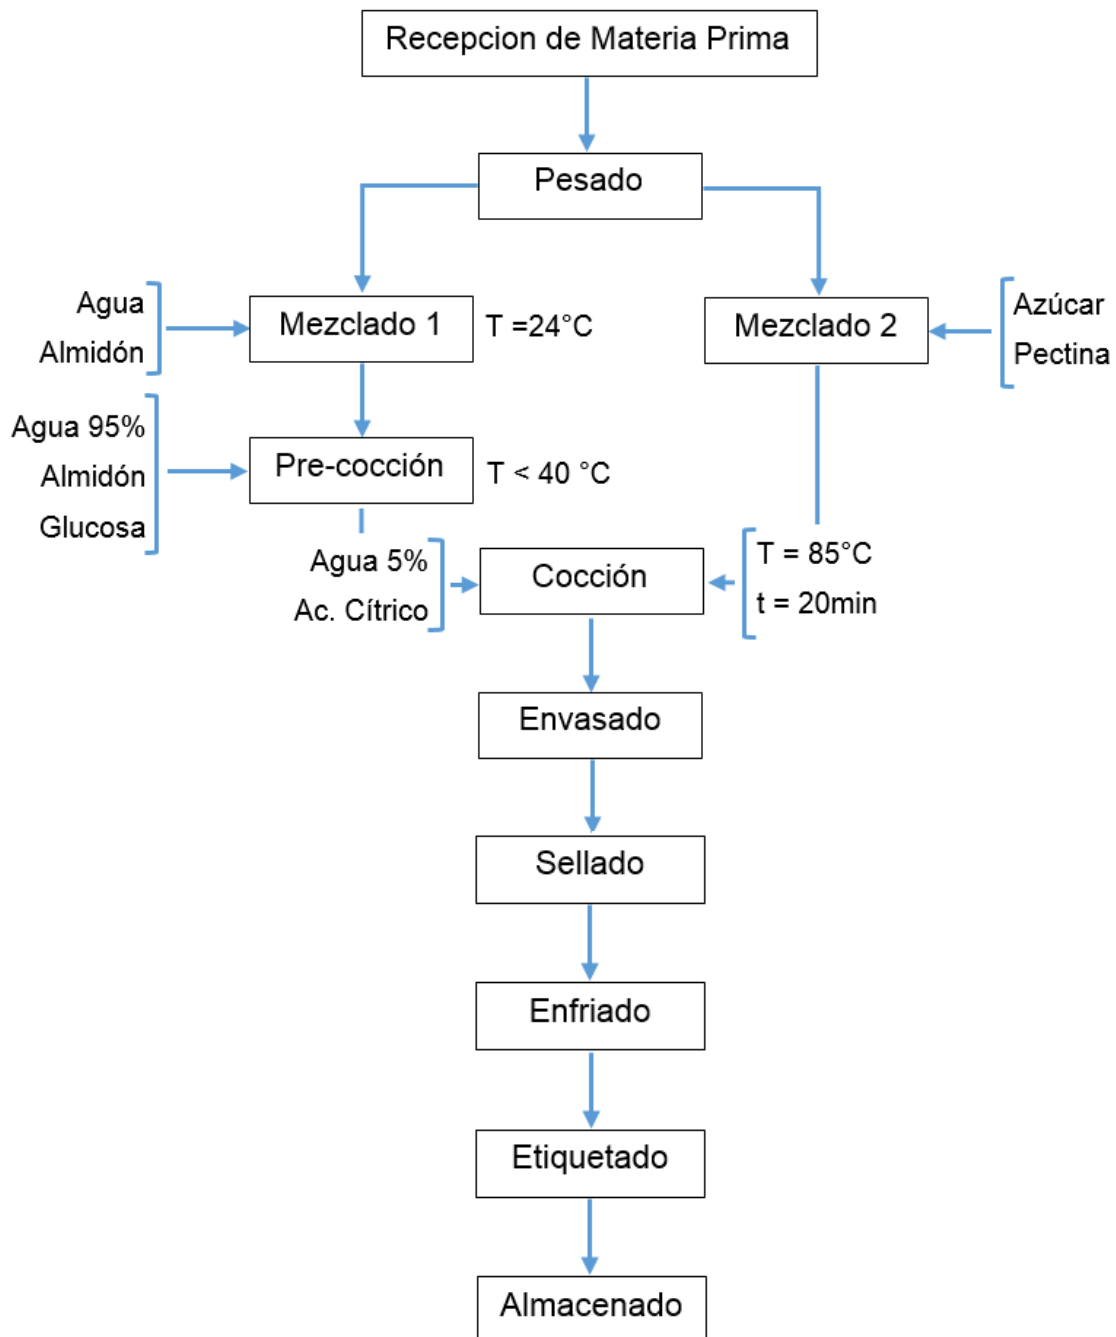 Recepcion de Materia Prima
Pesado
Agua
Almidón
Mezclado 1
T =24°C
Mezclado 2
Azúcar
Pectina
Agua 95%
Almidón
Glucosa
Pre-cocción
T < 40 °C
Agua 5%
Ac. Cítrico
Cocción
T = 85°C
t = 20min
Envasado
Sellado
Enfriado
Etiquetado
Almacenado